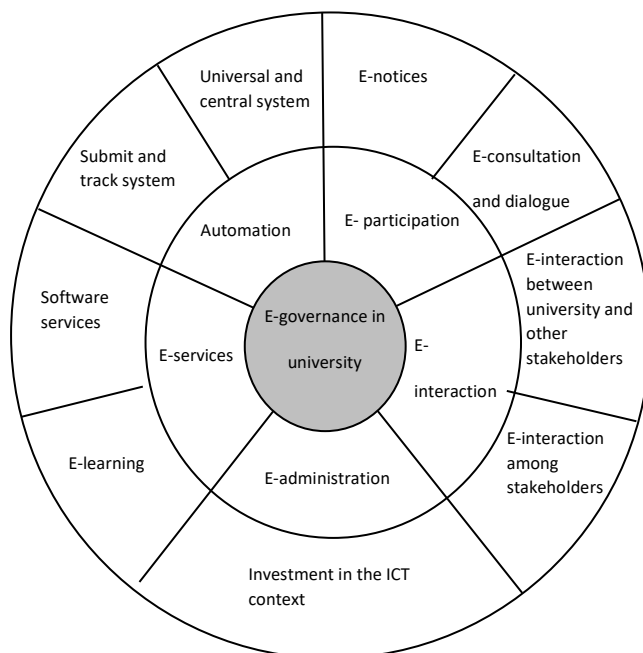 Universal and
central system
E-notices
Submit and
track system
E-consultation
and dialogue
Automation
E- participation
E-interaction
between
university and
other
stakeholders
Software
services
E-governance in
university
E-services
E-
interaction
E-learning
E-administration
E-interaction
among
stakeholders
Investment in the ICT
context